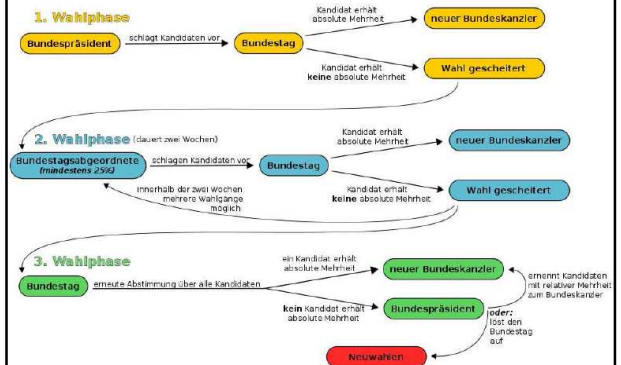 1. Wahlphase
Bundespräsident
schlägt Kandidaten vor
Bundestag
Kandidat erhält
absolute Mehrheit
neuer Bundeskanzler
Kandidat erhält
keine absolute Mehrheit
Wahl gescheitert
2. Wahlphase (dauert zwei Wochen)
Bundestagsabgeordnete
(mindestens 25%)
schlagen Kandidaten vor
Bundestag
Kandidat erhält
absolute Mehrheit
neuer Bundeskanzler
innerhalb der zwei Wochen
mehrere Wahlgänge
möglich
Kandidat erhält
keine absolute Mehrheit
Wahl gescheitert
3. Wahlphase
Bundestag
erneute Abstimmung über alle Kandidaten
ein Kandidat erhält
absolute Mehrheit
neuer Bundeskanzler
kein Kandidat erhält
absolute Mehrheit
Bundespräsident
ernennt Kandidaten
mit relativer Mehrheit
zum Bundeskanzler
oder:
löst den
Bundestag
auf
Neuwahlen